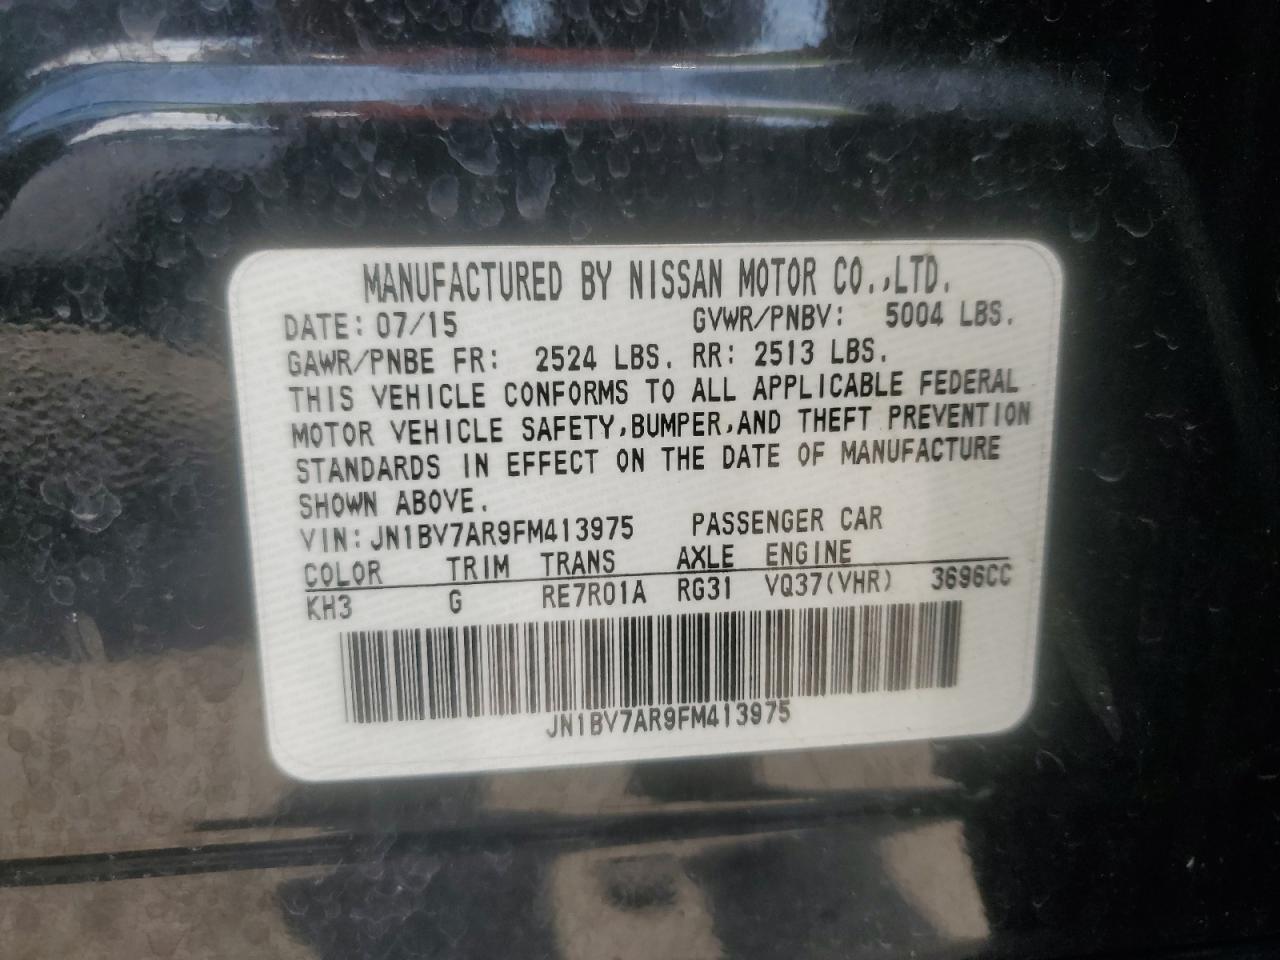 MANUFACTURED BY NISSAN MOTOR CO.,LTD.
DATE: 07/15 GVWR/PNBV: 5004 LBS.
GAWR/PNBE FR: 2524 LBS. RR: 2513 LBS.
THIS VEHICLE CONFORMS TO ALL APPLICABLE FEDERAL
MOTOR VEHICLE SAFETY,BUMPER,AND THEFT PREVENTION
STANDARDS IN EFFECT ON THE DATE OF MANUFACTURE
SHOWN ABOVE.
VIN: JN1BV7AR9FM413975 PASSENGER CAR
COLOR TRIM TRANS AXLE ENGINE
KH3 G RE7R01A RG31 VQ37(VHR) 3696CC
JN1BV7AR9FM413975